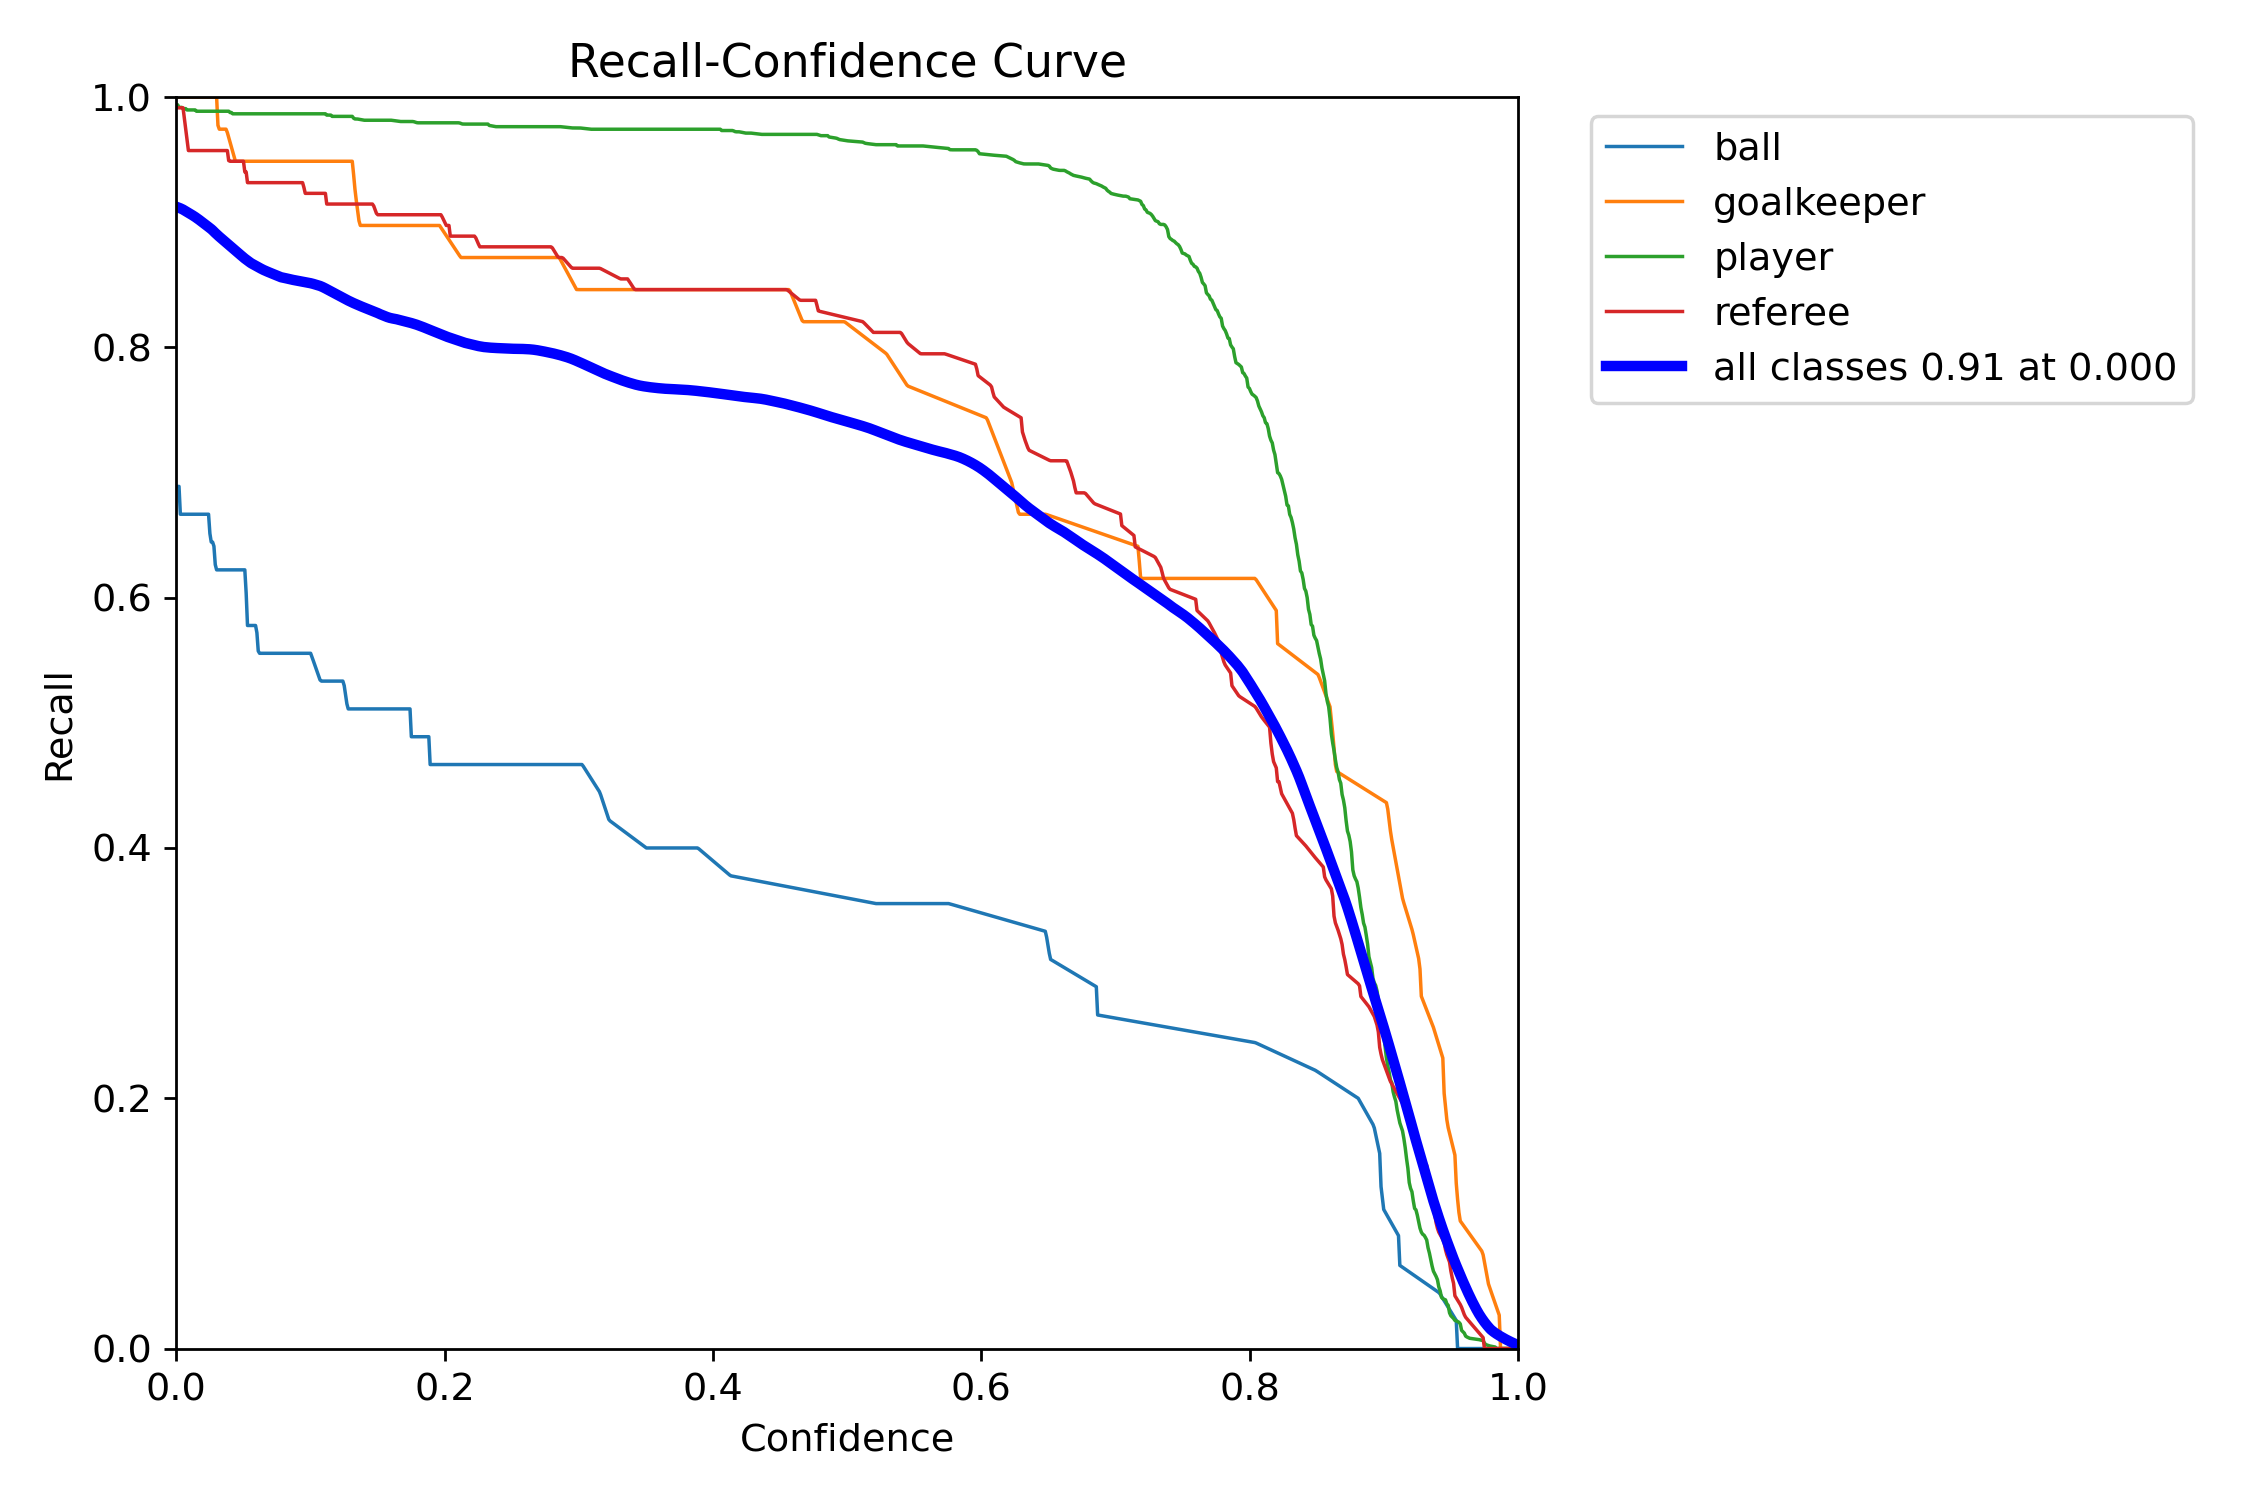 Recall-Confidence Curve
1.0
0.8
0.6
0.4
0.2
0.0
Recall
0.0 0.2 0.4 0.6 0.8 1.0
Confidence
ball
goalkeeper
player
referee
all classes 0.91 at 0.000